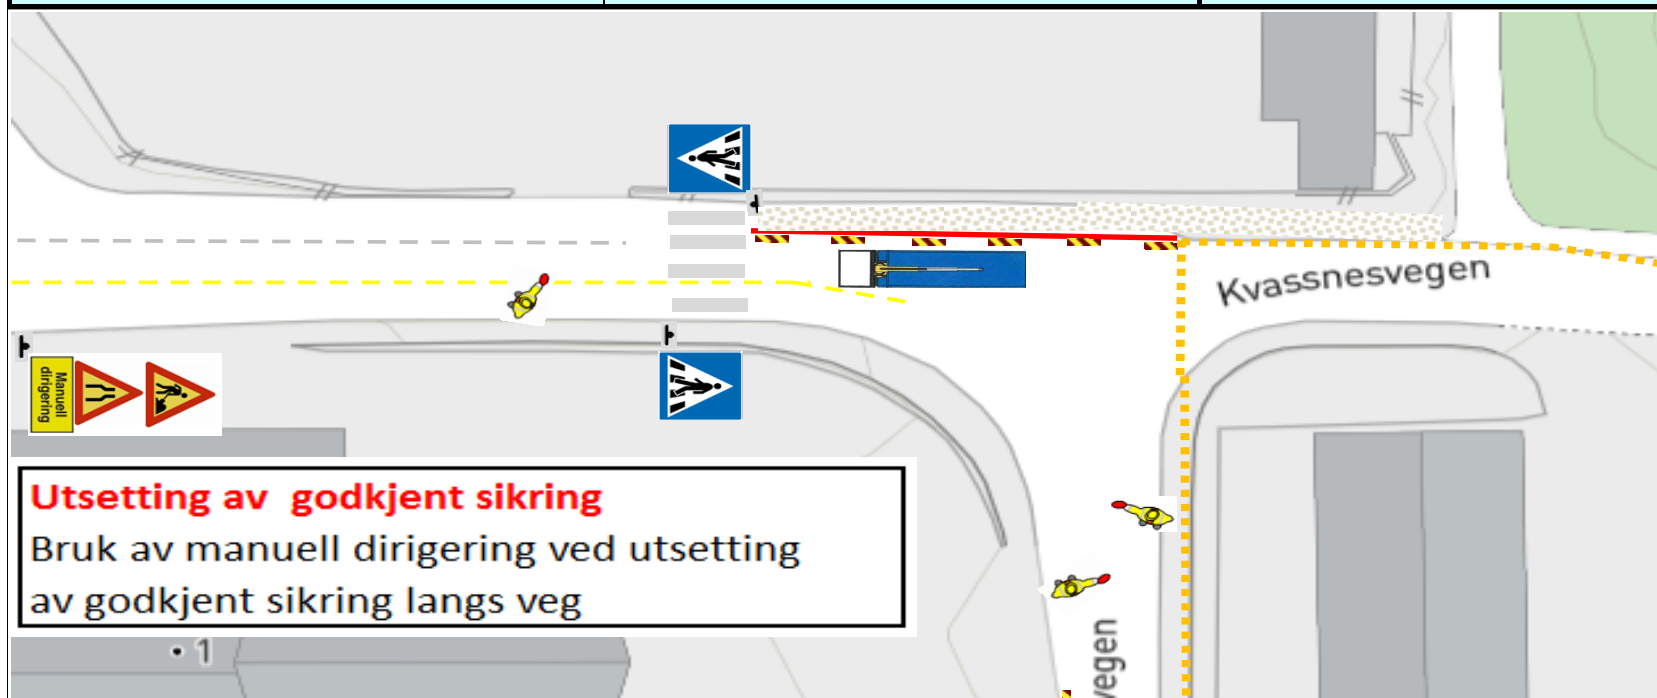 Kvassnesvegen
Manuell
dirigering
Utsetting av  godkjent sikring
Bruk av manuell dirigering ved utsetting
av godkjent sikring langs veg
1
vegen